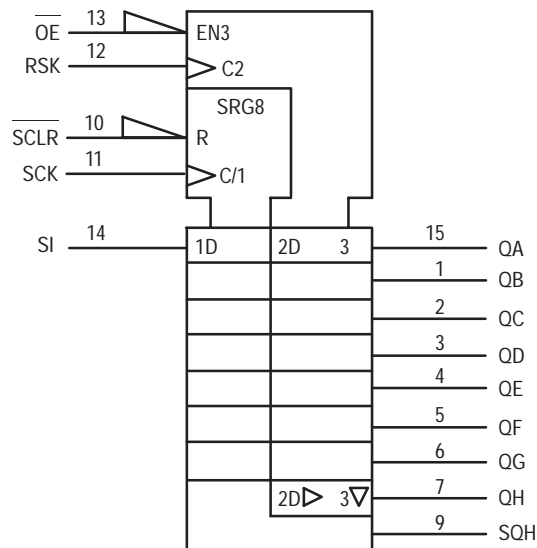 OE 13 EN3
RSK 12 C2
SRG8
SCLR 10 R
SCK 11 C/1
SI 14 1D 2D 3 15 QA
1 QB
2 QC
3 QD
4 QE
5 QF
6 QG
2D 3 7 QH
9 SQH